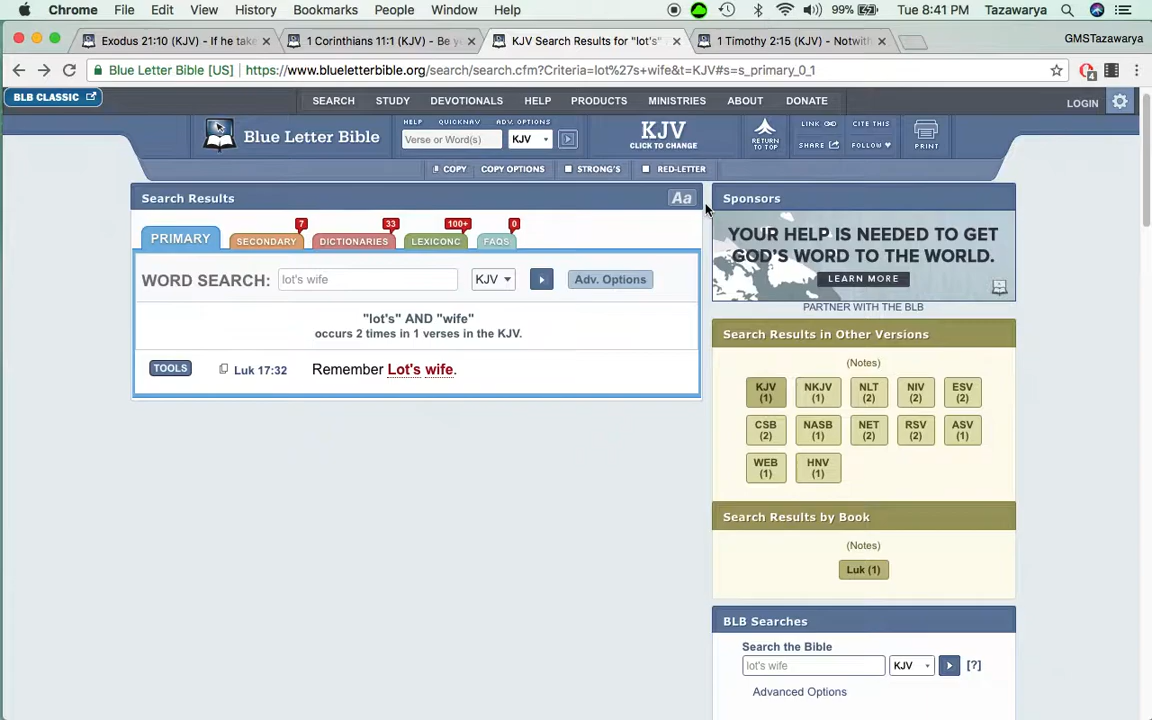 Chrome File Edit View History Bookmarks People Window Help 99% Tue 8:41 PM Tazawarya
Exodus 21:10 (KJV) - If he take
1 Corinthians 11:1 (KJV) - Be y
KJV Search Results for "lot's"
1 Timothy 2:15 (KJV) - Notwith
GMSTazawarya
Blue Letter Bible [US] https://www.blueletterbible.org/search/search.cfm?Criteria=lot%27s+wife&t=KJV#s=s_primary_0_1
4
BLB CLASSIC
SEARCH STUDY DEVOTIONALS HELP PRODUCTS MINISTRIES ABOUT DONATE LOGIN
Blue Letter Bible
HELP QUICKNAV ADV. OPTIONS
Verse or Word(s) KJV
KJV
CLICK TO CHANGE
RETURN
TO TOP
LINK CITE THIS
SHARE FOLLOW
PRINT
COPY COPY OPTIONS STRONG'S RED-LETTER
Search Results Aa
PRIMARY
SECONDARY 7
DICTIONARIES 33
LEXICONC 100+
FAQS 0
WORD SEARCH: lot's wife KJV Adv. Options
"lot's" AND "wife"
occurs 2 times in 1 verses in the KJV.
TOOLS Luk 17:32 Remember Lot's wife.
Sponsors
YOUR HELP IS NEEDED TO GET
GOD'S WORD TO THE WORLD.
LEARN MORE
PARTNER WITH THE BLB
Search Results in Other Versions
(Notes)
KJV NKJV NLT NIV ESV
(1) (1) (2) (2) (2)
CSB NASB NET RSV ASV
(2) (1) (2) (2) (1)
WEB HNV
(1) (1)
Search Results by Book
(Notes)
Luk (1)
BLB Searches
Search the Bible
lot's wife KJV [?]
Advanced Options